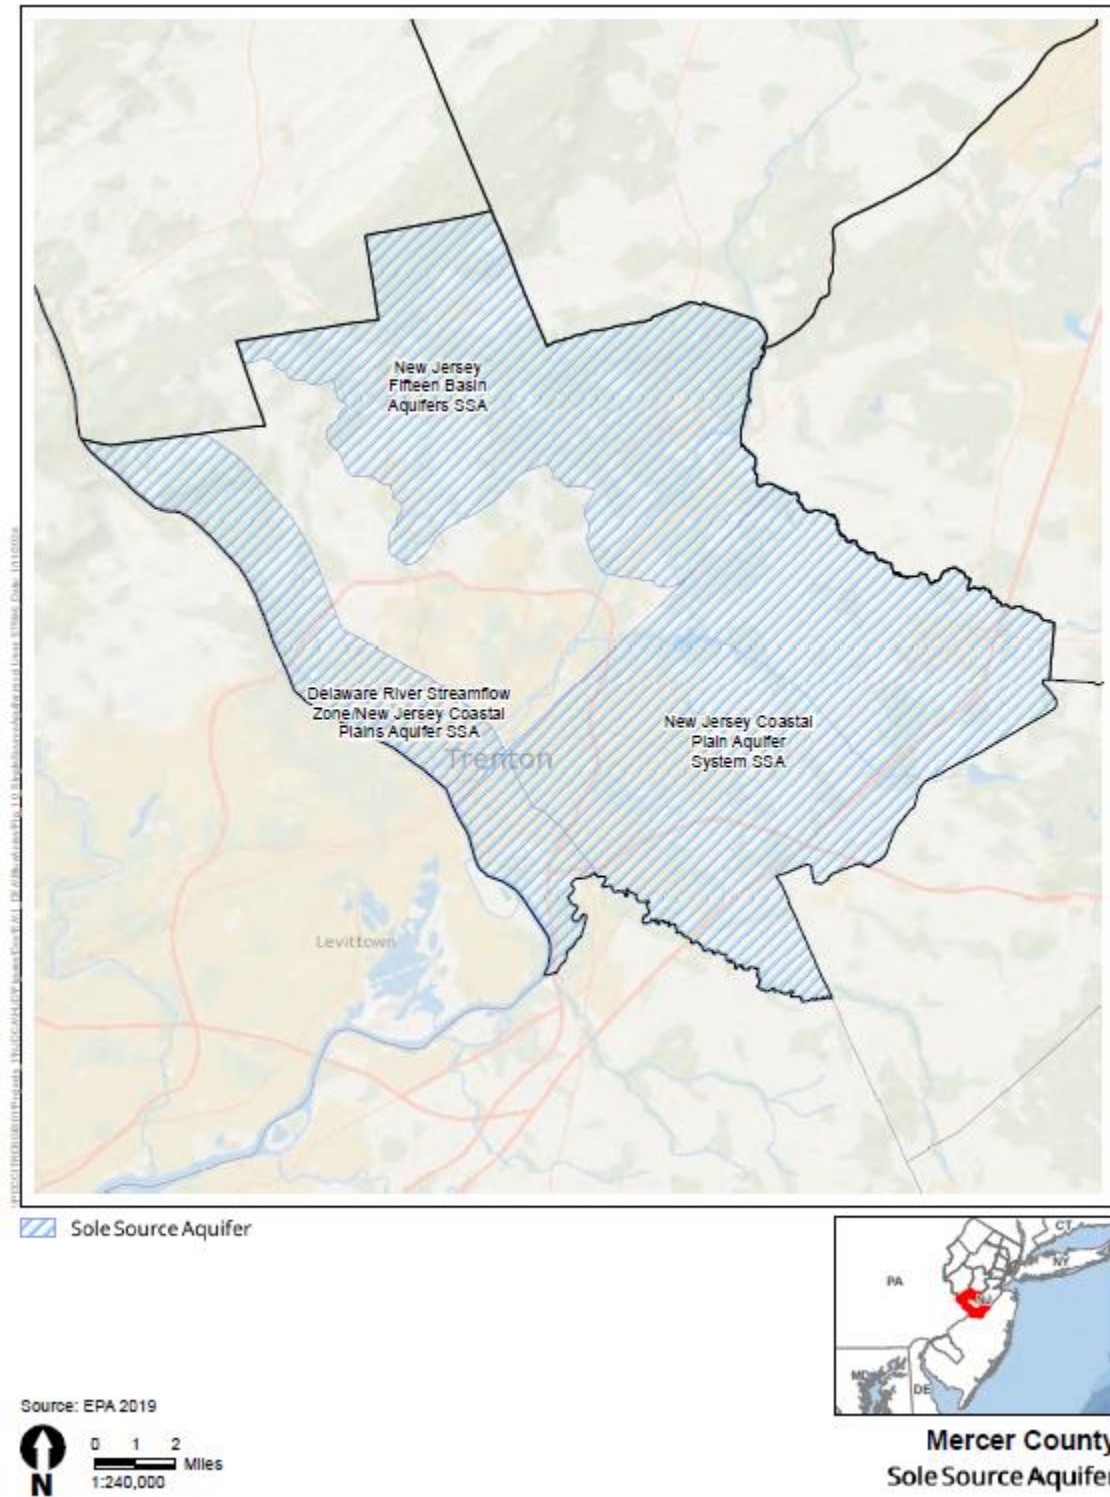 New Jersey
Fifteen Basin
Aquifers SSA
Delaware River Streamflow
Zone/New Jersey Coastal
Plains Aquifer SSA
Trenton
New Jersey Coastal
Plain Aquifer
System SSA
Levittown
Sole Source Aquifer
CT
NY
PA
NJ
MD
DE
Source: EPA 2019
0 1 2
Miles
1:240,000
N
Mercer County
Sole Source Aquifer